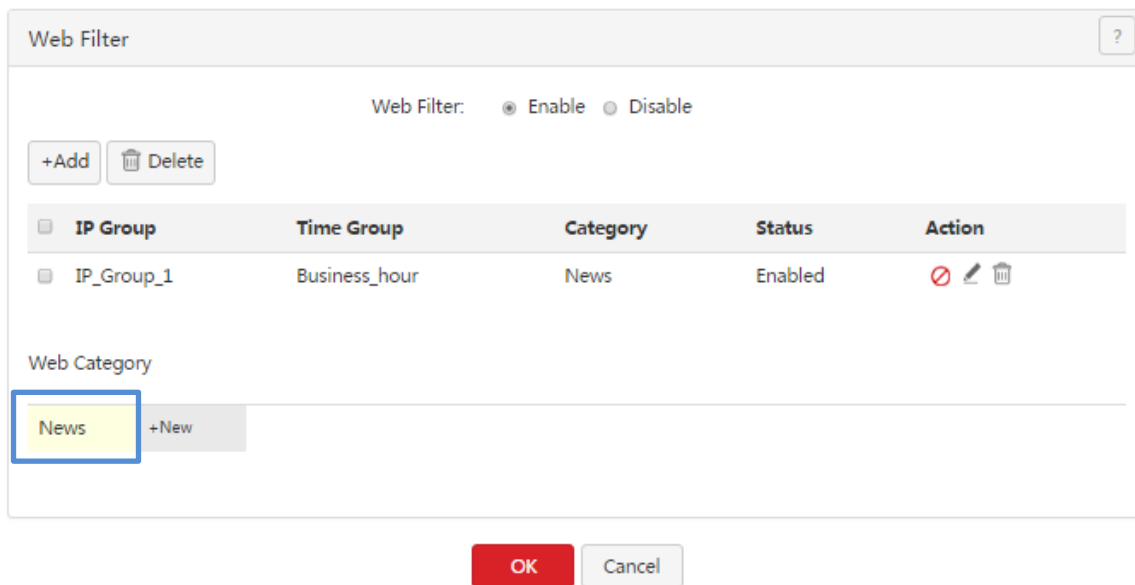 Web Filter ?
Web Filter: Enable Disable
+Add Delete
IP Group Time Group Category Status Action
IP_Group_1 Business_hour News Enabled
Web Category
News +New
OK Cancel